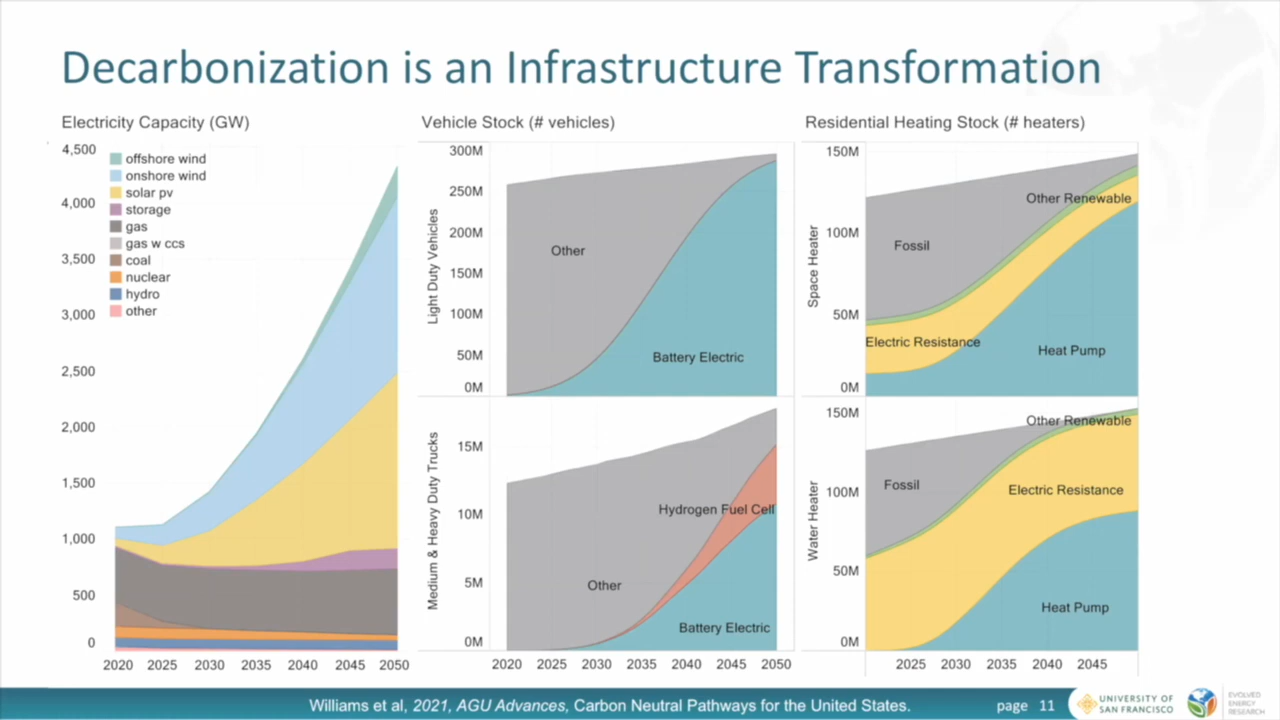 Decarbonization is an Infrastructure Transformation
Electricity Capacity (GW)
4,500
4,000
3,500
3,000
2,500
2,000
1,500
1,000
500
0
offshore wind
onshore wind
solar pv
storage
gas
gas w ccs
coal
nuclear
hydro
other
2020 2025 2030 2035 2040 2045 2050
Vehicle Stock (# vehicles)
Light Duty Vehicles
300M
250M
200M
150M
100M
50M
0M
Other
Battery Electric
Medium & Heavy Duty Trucks
15M
10M
5M
0M
Hydrogen Fuel Cell
Other
Battery Electric
2020 2025 2030 2035 2040 2045 2050
Residential Heating Stock (# heaters)
Space Heater
150M
100M
50M
0M
Other Renewable
Fossil
Electric Resistance
Heat Pump
Water Heater
150M
100M
50M
0M
Other Renewable
Fossil
Electric Resistance
Heat Pump
2025 2030 2035 2040 2045
Williams et al, 2021, AGU Advances, Carbon Neutral Pathways for the United States.
page 11
UNIVERSITY OF
SAN FRANCISCO
EVOLVED
ENERGY
RESEARCH